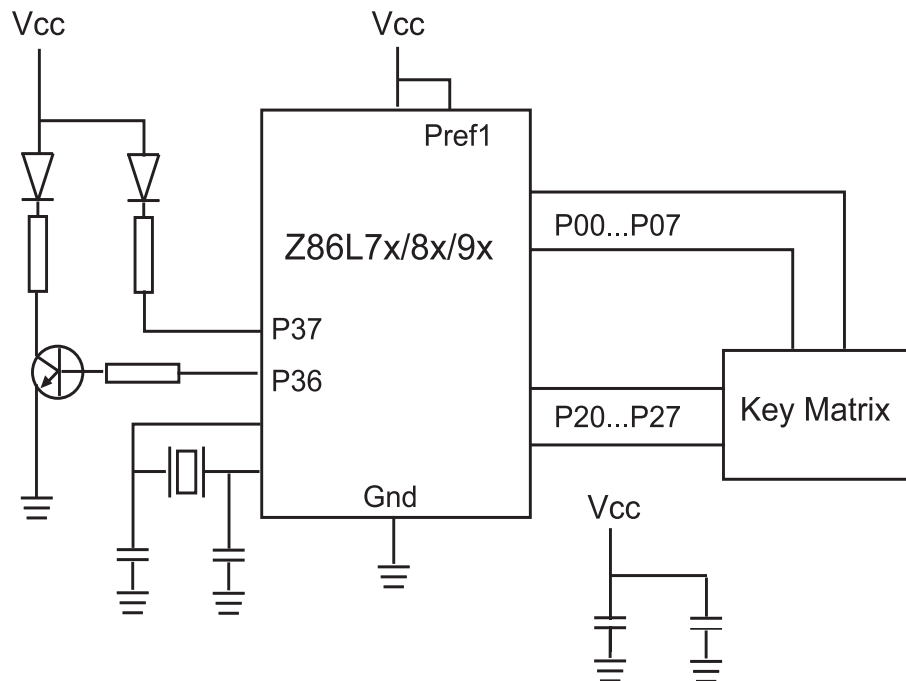 Vcc
Vcc
Pref1
Z86L7x/8x/9x
P00...P07
P37
P36
P20...P27
Key Matrix
Gnd
Vcc